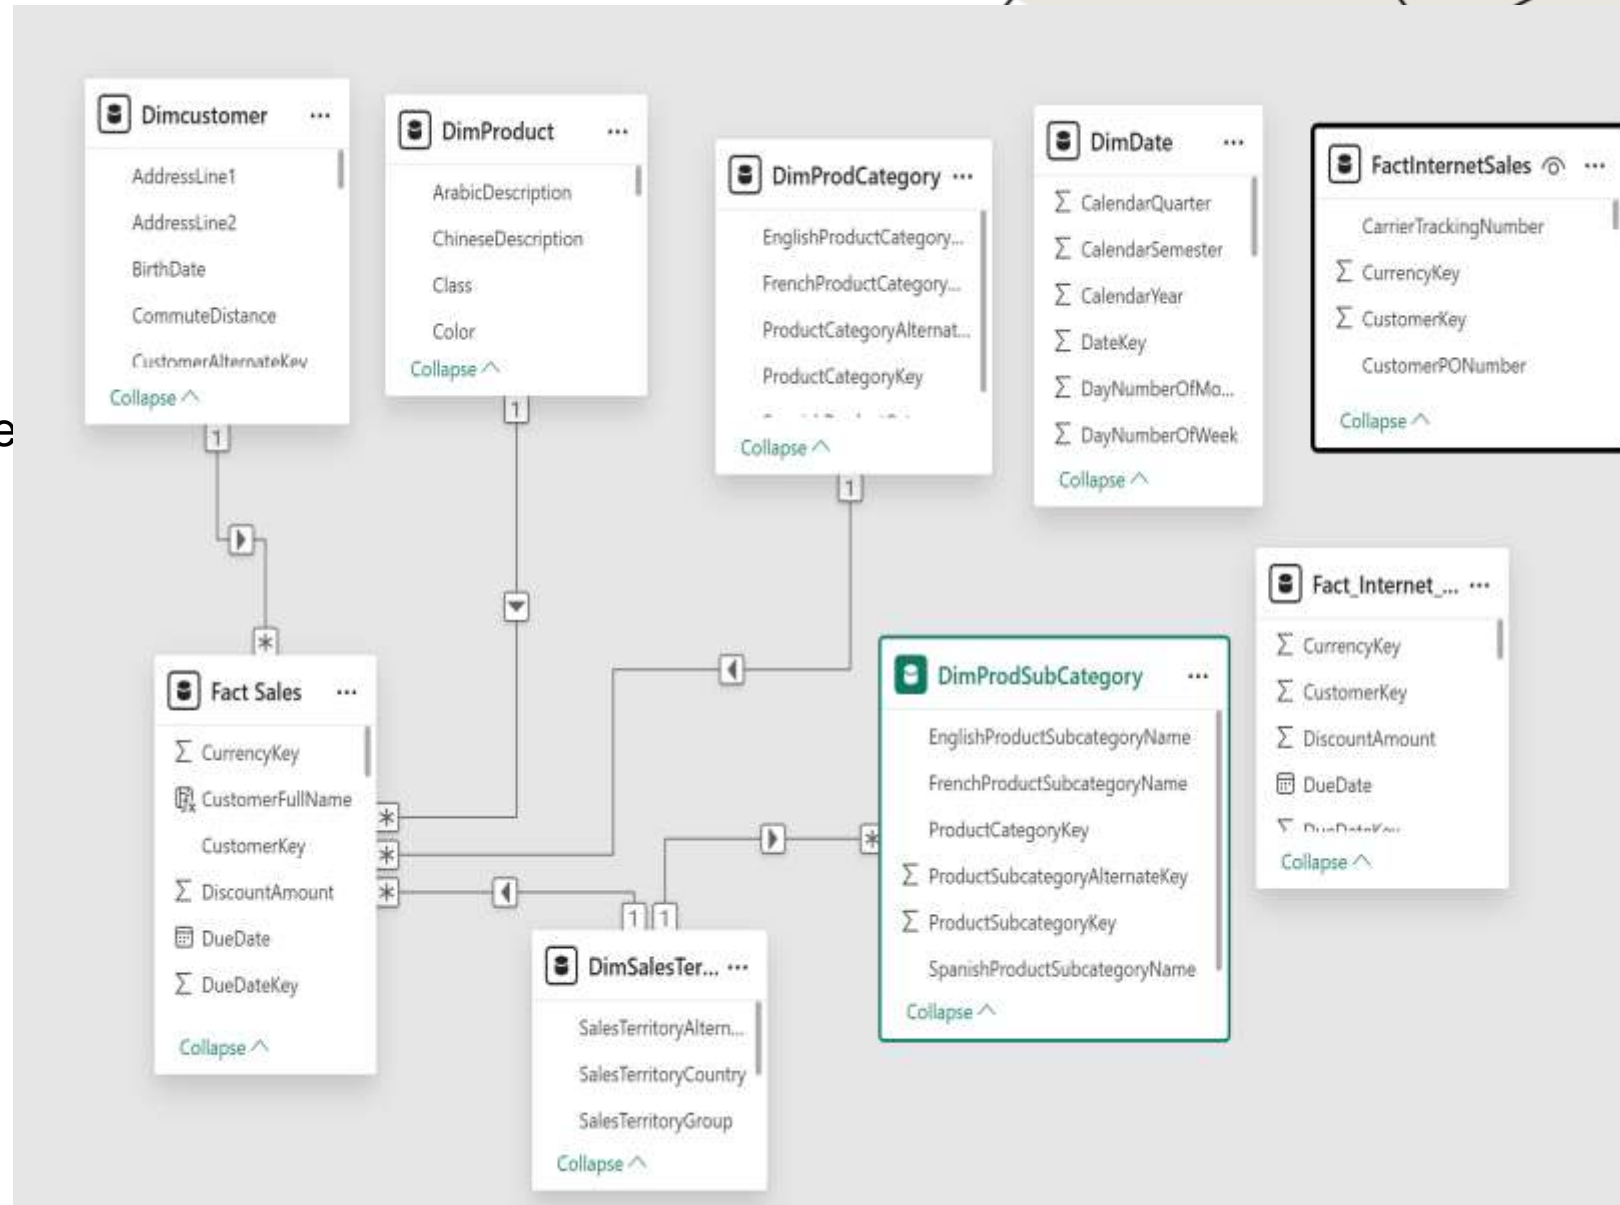 Dimcustomer
AddressLine1
AddressLine2
BirthDate
CommuteDistance
CustomerAlternateKey
Collapse
1
DimProduct
ArabicDescription
ChineseDescription
Class
Color
Collapse
1
DimProdCategory
EnglishProductCategory...
FrenchProductCategory...
ProductCategoryAlternat...
ProductCategoryKey
Collapse
1
DimDate
CalendarQuarter
CalendarSemester
CalendarYear
DateKey
DayNumberOfMo...
DayNumberOfWeek
Collapse
FactInternetSales
CarrierTrackingNumber
CurrencyKey
CustomerKey
CustomerPONumber
Collapse
e
Fact Sales
CurrencyKey
CustomerFullName
CustomerKey
DiscountAmount
DueDate
DueDateKey
Collapse
*
*
*
*
1 1
DimSalesTer...
SalesTerritoryAltern...
SalesTerritoryCountry
SalesTerritoryGroup
Collapse
*
DimProdSubCategory
EnglishProductSubcategoryName
FrenchProductSubcategoryName
ProductCategoryKey
ProductSubcategoryAlternateKey
ProductSubcategoryKey
SpanishProductSubcategoryName
Collapse
Fact_Internet_...
CurrencyKey
CustomerKey
DiscountAmount
DueDate
DueDateKey
Collapse